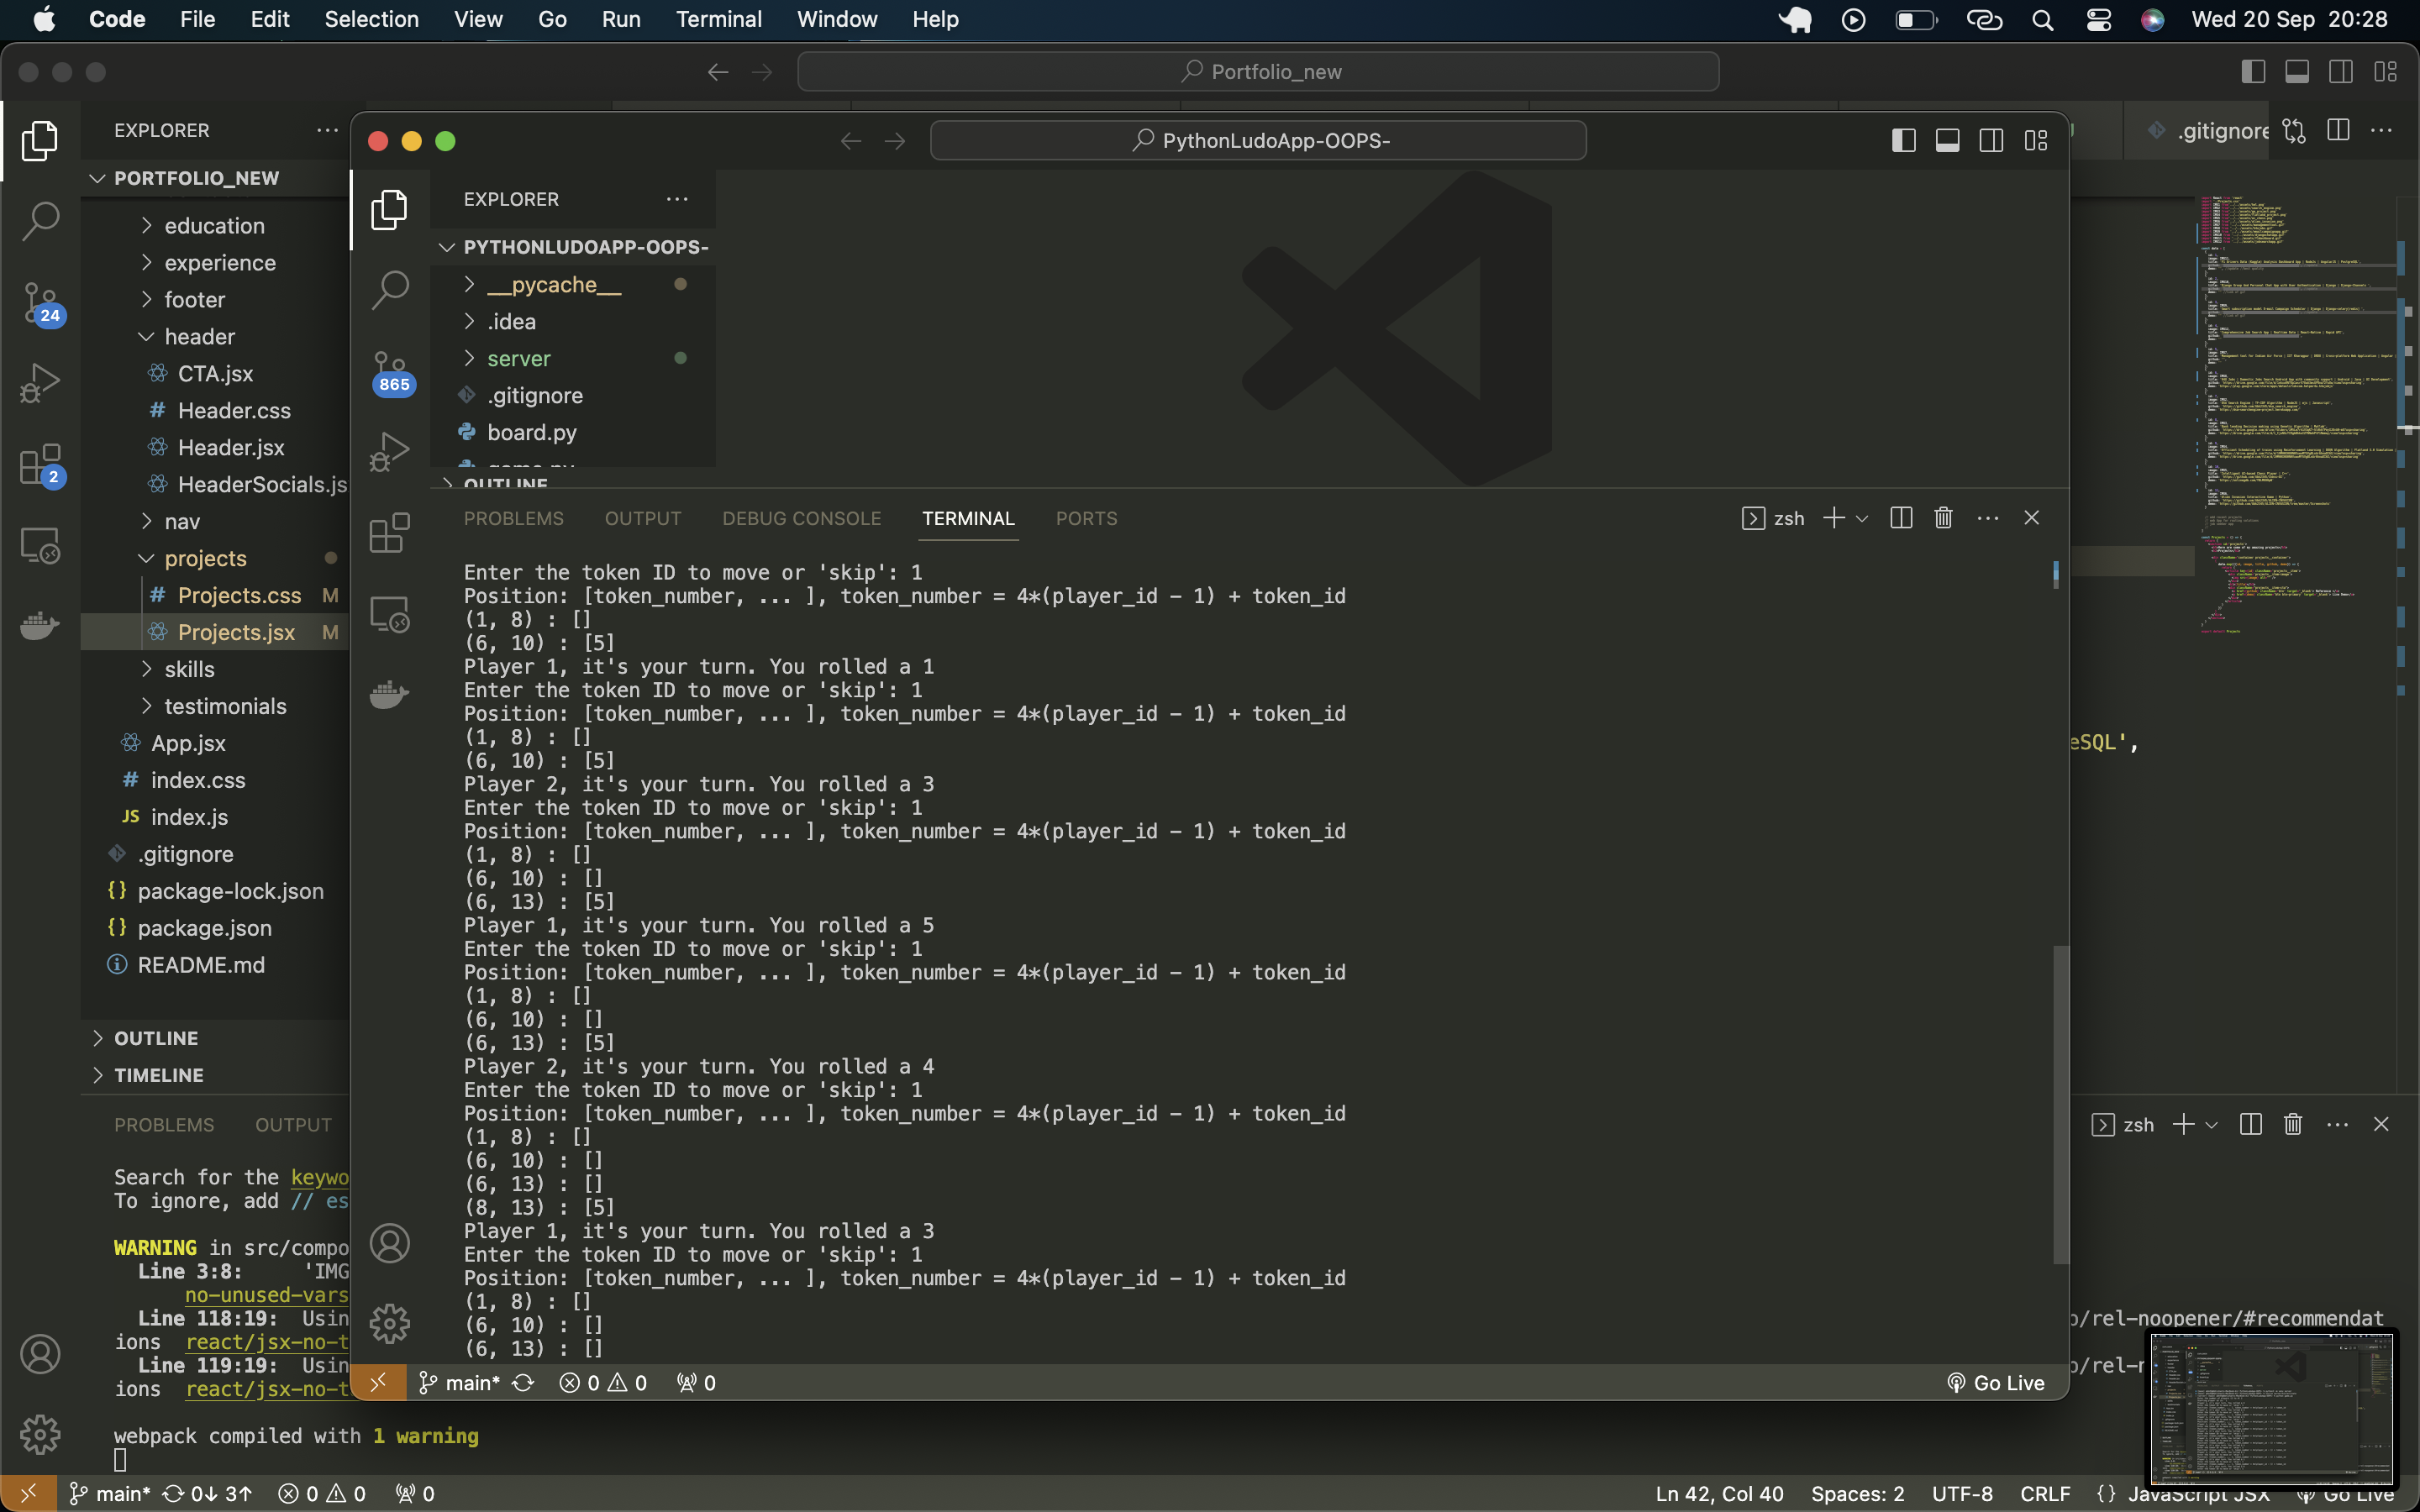 Code File Edit Selection View Go Run Terminal Window Help Wed 20 Sep 20:28
Portfolio_new
EXPLORER
PORTFOLIO_NEW
education
experience
footer
header
CTA.jsx
# Header.css
Header.jsx
HeaderSocials.js
nav
projects
# Projects.css M
Projects.jsx M
skills
testimonials
App.jsx
# index.css
JS index.js
.gitignore
{} package-lock.json
{} package.json
README.md
OUTLINE
TIMELINE
24
2
.gitignore
PythonLudoApp-OOPS-
EXPLORER
PYTHONLUDOAPP-OOPS-
__pycache__
.idea
server
.gitignore
board.py
game.py
OUTLINE
865
PROBLEMS OUTPUT DEBUG CONSOLE TERMINAL PORTS
zsh
Enter the token ID to move or 'skip': 1
Position: [token_number, ... ], token_number = 4*(player_id - 1) + token_id
(1, 8) : []
(6, 10) : [5]
Player 1, it's your turn. You rolled a 1
Enter the token ID to move or 'skip': 1
Position: [token_number, ... ], token_number = 4*(player_id - 1) + token_id
(1, 8) : []
(6, 10) : [5]
Player 2, it's your turn. You rolled a 3
Enter the token ID to move or 'skip': 1
Position: [token_number, ... ], token_number = 4*(player_id - 1) + token_id
(1, 8) : []
(6, 10) : []
(6, 13) : [5]
Player 1, it's your turn. You rolled a 5
Enter the token ID to move or 'skip': 1
Position: [token_number, ... ], token_number = 4*(player_id - 1) + token_id
(1, 8) : []
(6, 10) : []
(6, 13) : [5]
Player 2, it's your turn. You rolled a 4
Enter the token ID to move or 'skip': 1
Position: [token_number, ... ], token_number = 4*(player_id - 1) + token_id
(1, 8) : []
(6, 10) : []
(6, 13) : []
(8, 13) : [5]
Player 1, it's your turn. You rolled a 3
Enter the token ID to move or 'skip': 1
Position: [token_number, ... ], token_number = 4*(player_id - 1) + token_id
(1, 8) : []
(6, 10) : []
(6, 13) : []
main* 0 0 0 Go Live
eSQL',
PROBLEMS OUTPUT
zsh
Search for the keywo
To ignore, add // es
WARNING in src/compo
Line 3:8: 'IMG
no-unused-vars
Line 118:19: Usin
o/rel-noopener/#recommendat
ions react/jsx-no-t
Line 119:19: Usin
o/rel-n
ions react/jsx-no-t
webpack compiled with 1 warning
main* 0↓ 3↑ 0 0 0 Ln 42, Col 40 Spaces: 2 UTF-8 CRLF {} JavaScript JSX Go Live